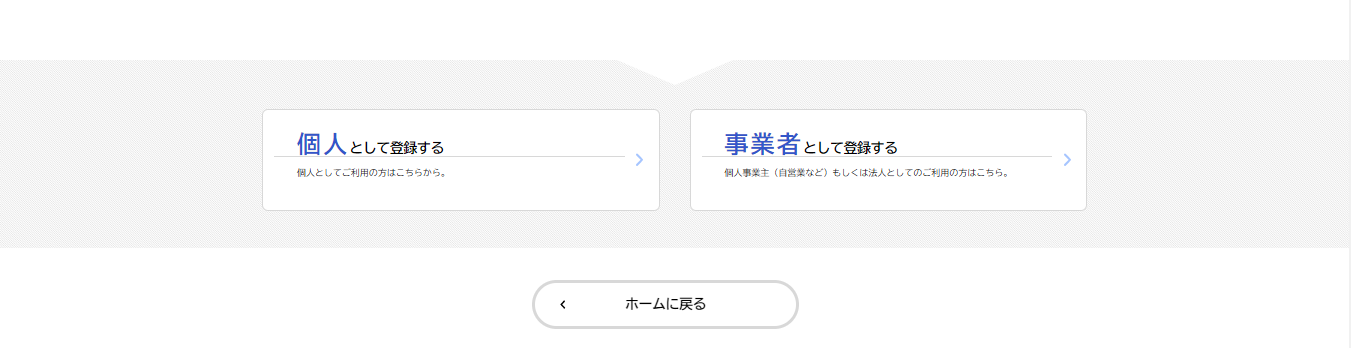 個人として登録する
個人としてご利用の方はこちらから。
事業者として登録する
個人事業主（自営業など）もしくは法人としてのご利用の方はこちら。
ホームに戻る